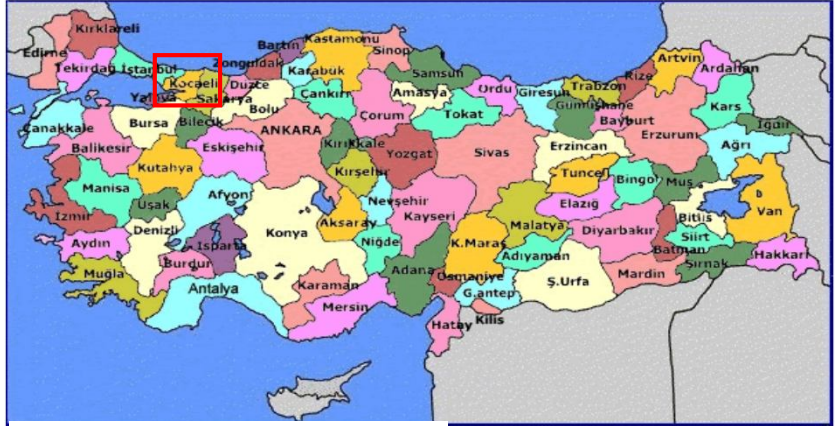 Kırklareli
Edirne
Tekirdağ
İstanbul
Kocaeli
Yalova
Sakarya
Düzce
Zonguldak
Bartın
Kastamonu
Karabük
Sinop
Samsun
Çankırı
Bolu
Amasya
Ordu
Giresun
Trabzon
Rize
Artvin
Ardahan
Gümüşhane
Bayburt
Kars
Iğdır
Çanakkale
Balıkesir
Bursa
Bilecik
ANKARA
Çorum
Tokat
Erzurum
Ağrı
Eskişehir
Kırıkkale
Yozgat
Sivas
Erzincan
Kutahya
Kırşehir
Tunceli
Bingöl
Muş
Manisa
Uşak
Afyon
Nevşehir
Kayseri
Elazığ
Bitlis
Van
İzmir
Denizli
Isparta
Konya
Aksaray
Malatya
Diyarbakır
Siirt
Aydın
Burdur
Niğde
K.Maraş
Adıyaman
Batman
Şırnak
Hakkari
Muğla
Antalya
Karaman
Adana
Osmaniye
G.antep
Ş.Urfa
Mardin
Mersin
Hatay
Kilis